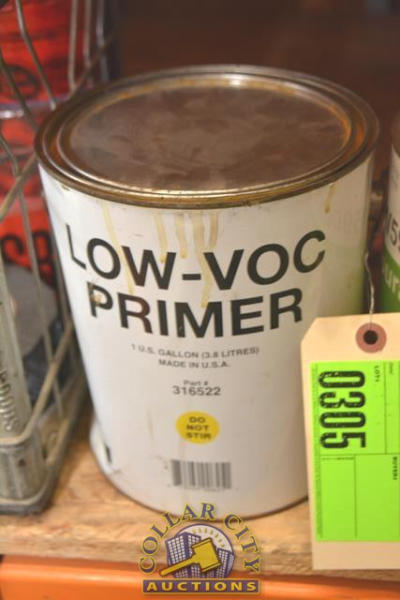 LOW-VOC
PRIMER
1 U.S. GALLON (3.8 LITRES)
MADE IN U.S.A.
Part #
316522
DO
NOT
STIR
LOT:
0305
COLLAR CITY
AUCTIONS